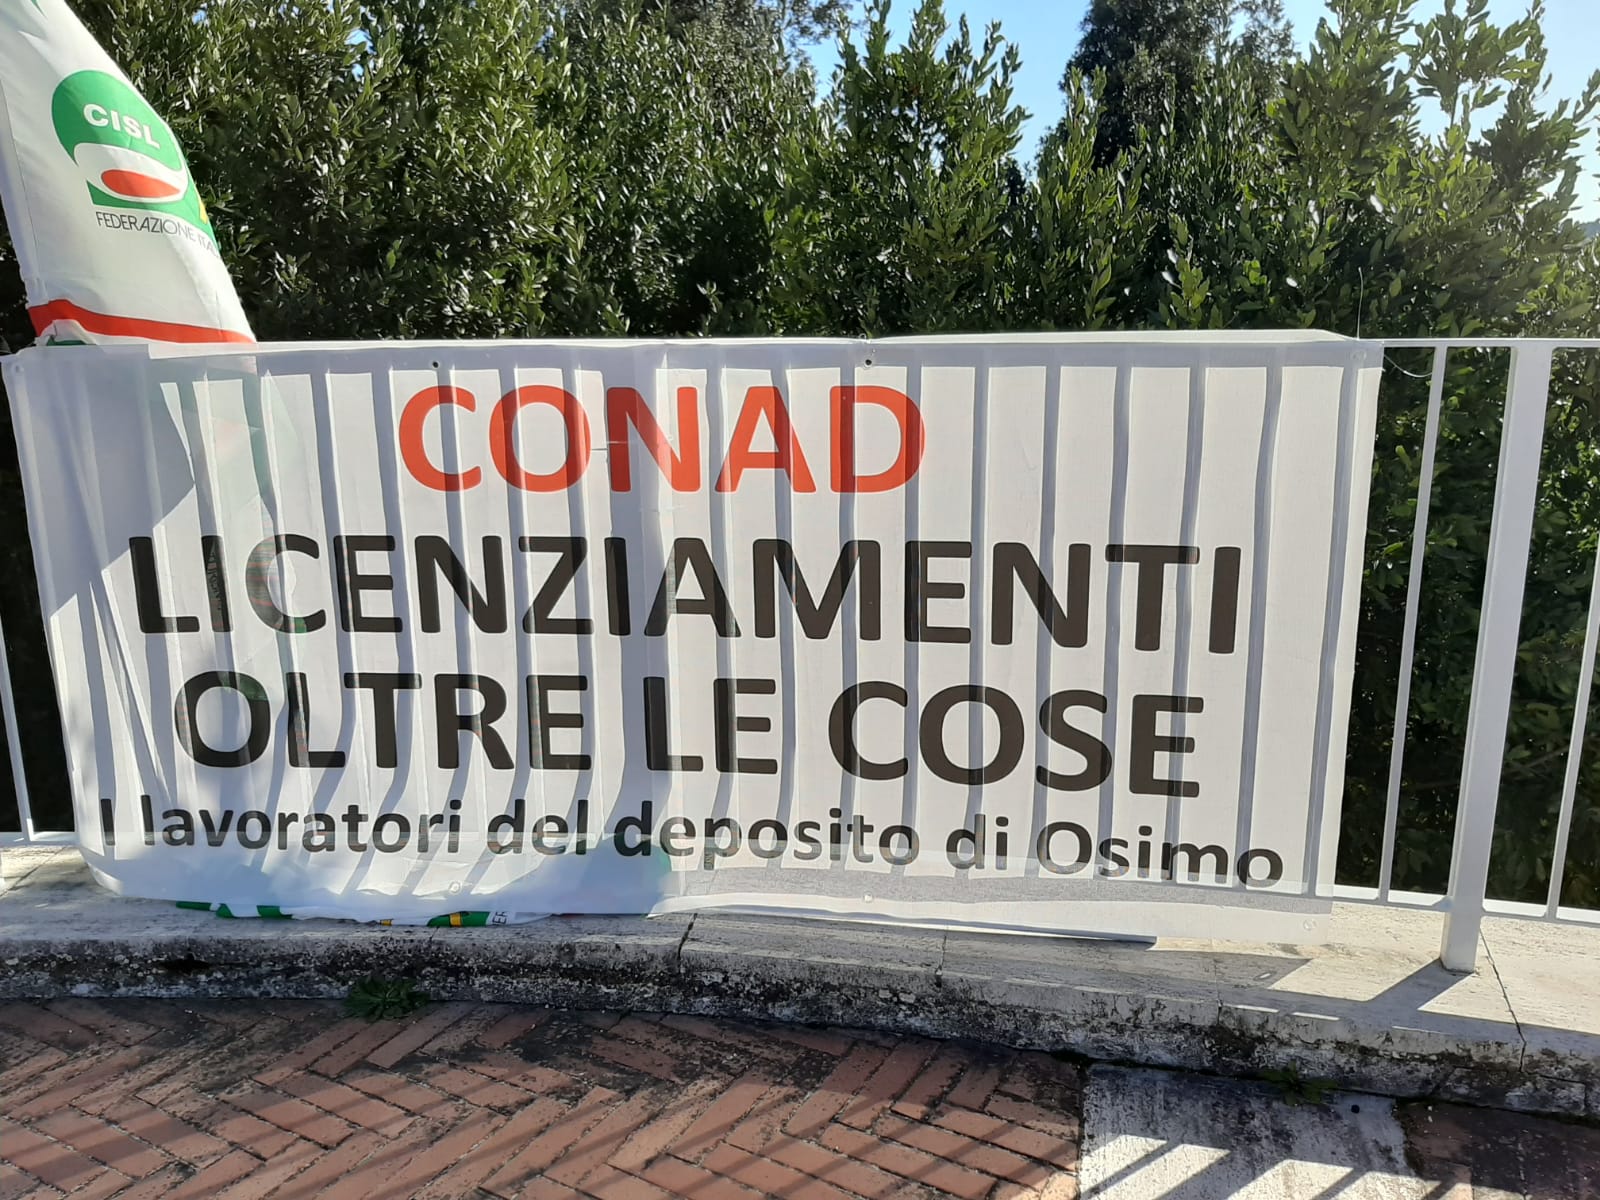 CISL
FEDERAZIONE ITA
CONAD
LICENZIAMENTI
OLTRE LE COSE
I lavoratori del deposito di Osimo